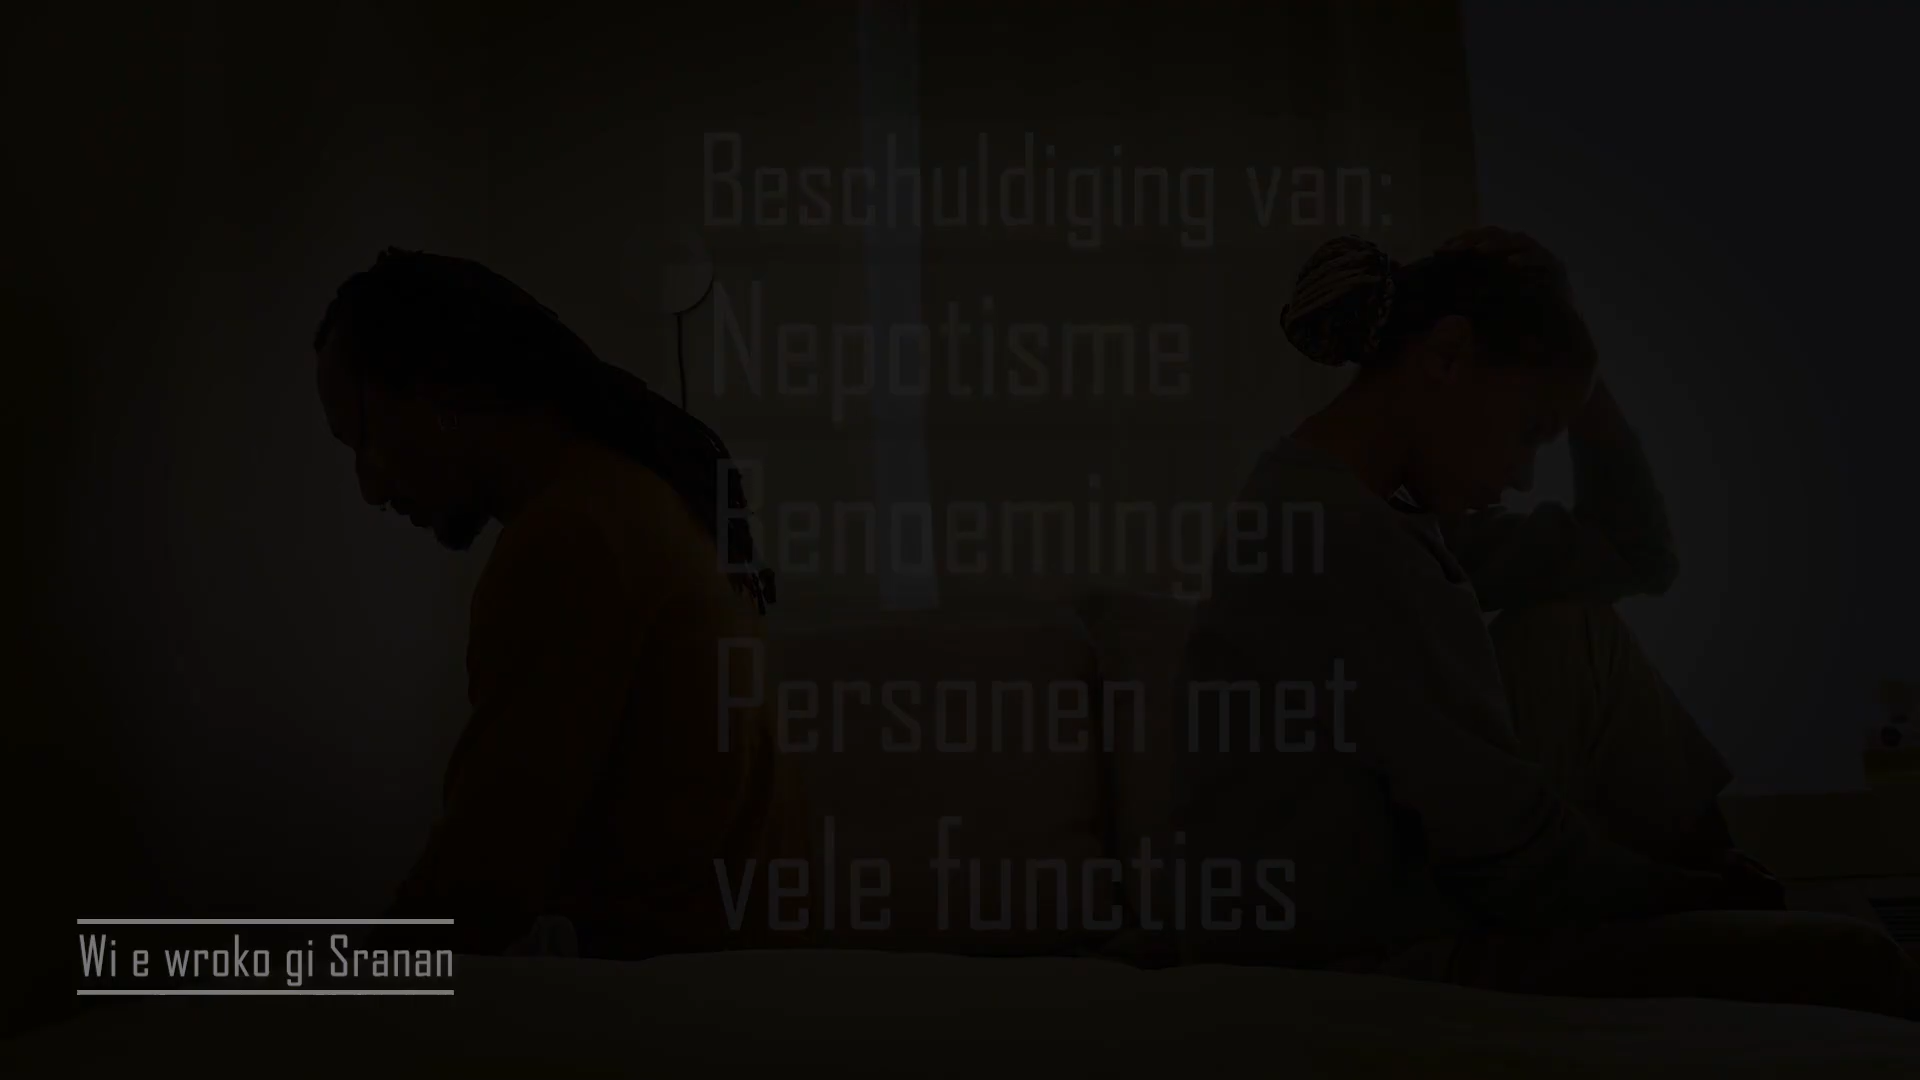 Beschuldiging van:
Nepotisme
Benoemingen
Personen met
vele functies
Wi e wroko gi Sranan